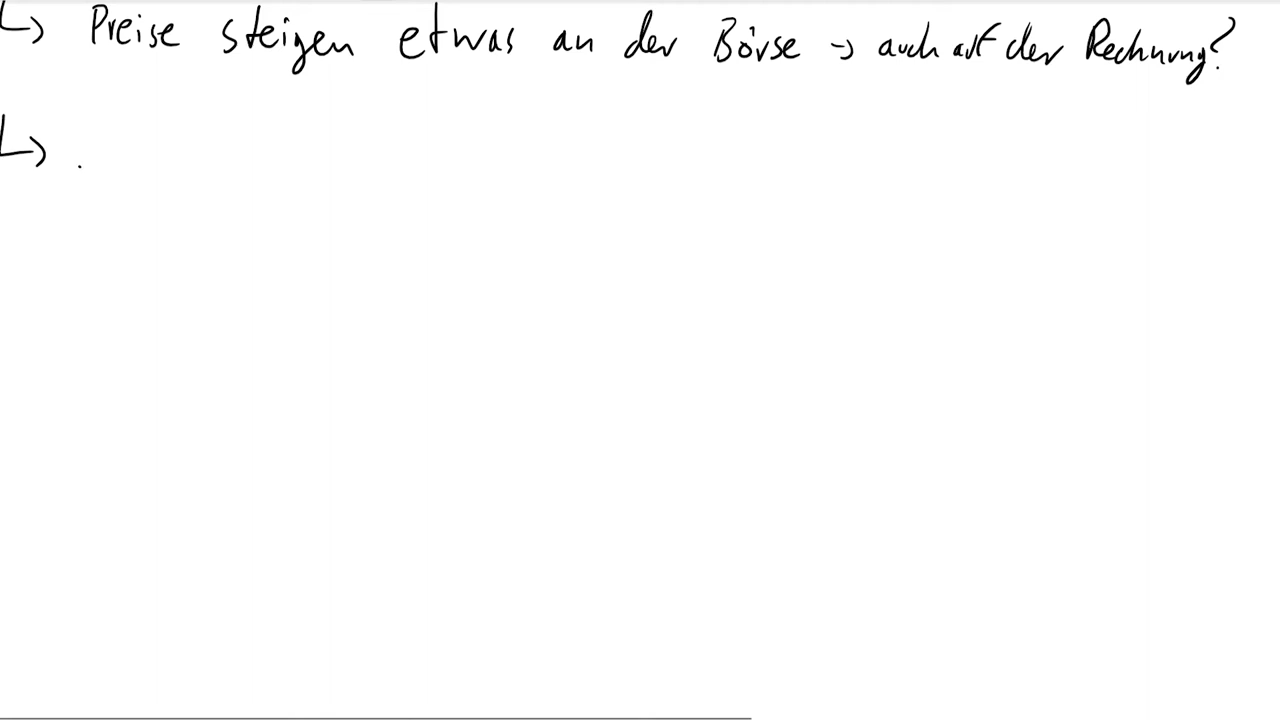 ↳ Preise steigen etwas an der Börse → auch auf der Rechnung?
↳ .